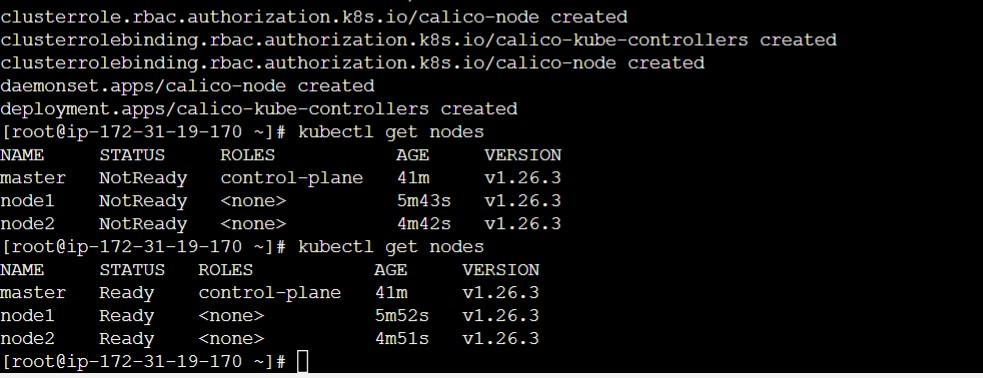 clusterrole.rbac.authorization.k8s.io/calico-node created
clusterrolebinding.rbac.authorization.k8s.io/calico-kube-controllers created
clusterrolebinding.rbac.authorization.k8s.io/calico-node created
daemonset.apps/calico-node created
deployment.apps/calico-kube-controllers created
[root@ip-172-31-19-170 ~]# kubectl get nodes
NAME     STATUS     ROLES           AGE     VERSION
master   NotReady   control-plane   41m     v1.26.3
node1    NotReady   <none>          5m43s   v1.26.3
node2    NotReady   <none>          4m42s   v1.26.3
[root@ip-172-31-19-170 ~]# kubectl get nodes
NAME     STATUS   ROLES           AGE     VERSION
master   Ready    control-plane   41m     v1.26.3
node1    Ready    <none>          5m52s   v1.26.3
node2    Ready    <none>          4m51s   v1.26.3
[root@ip-172-31-19-170 ~]#